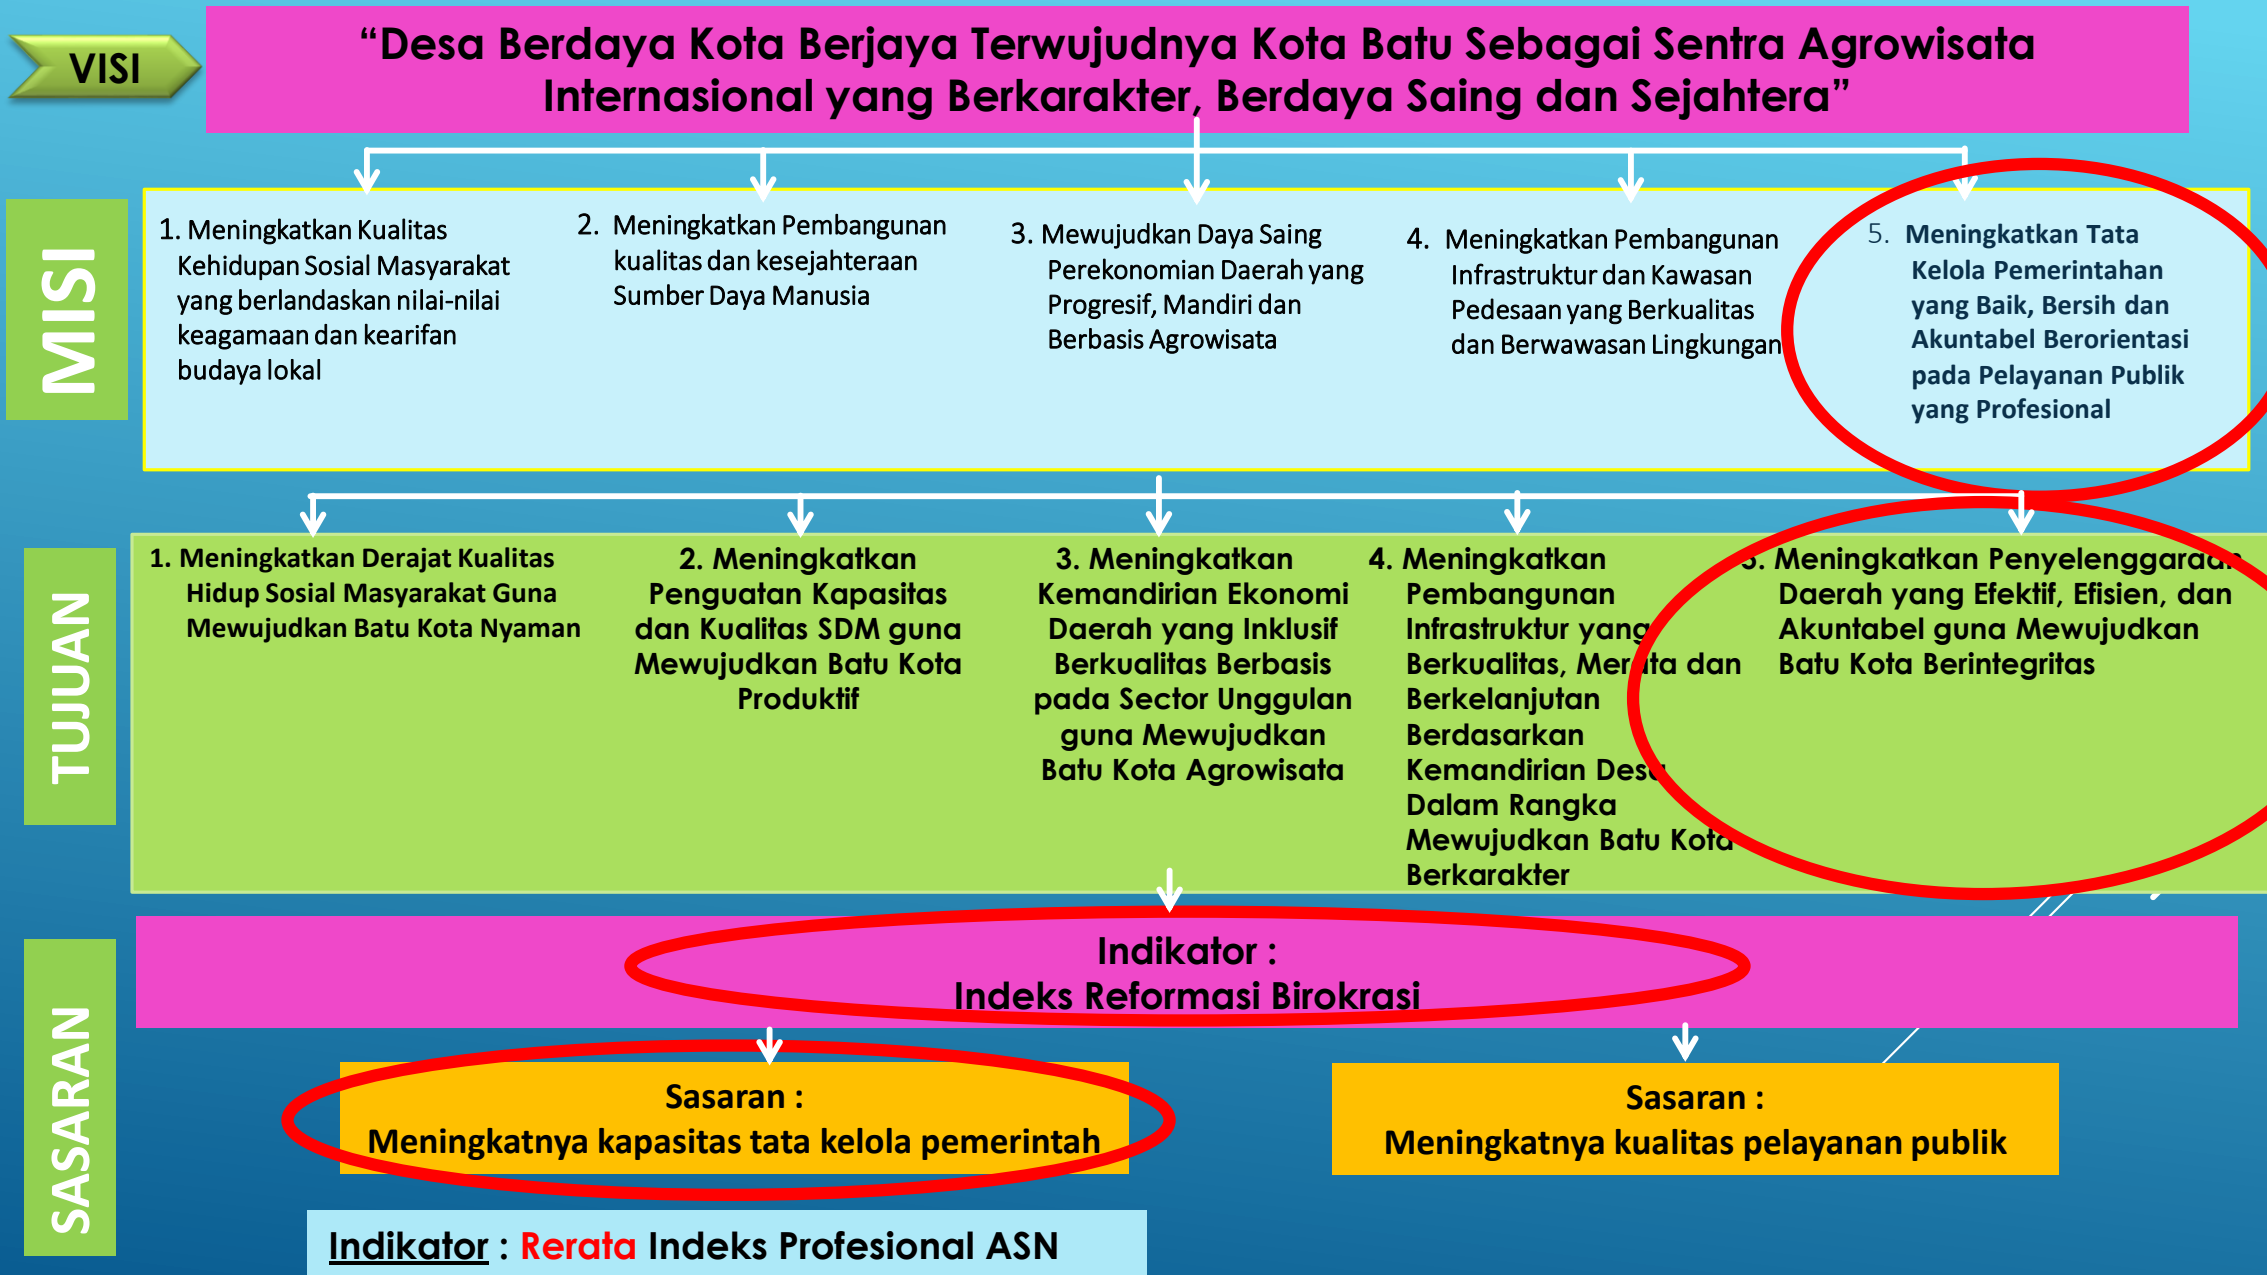 VISI
“Desa Berdaya Kota Berjaya Terwujudnya Kota Batu Sebagai Sentra Agrowisata
Internasional yang Berkarakter, Berdaya Saing dan Sejahtera”
MISI
1. Meningkatkan Kualitas
Kehidupan Sosial Masyarakat
yang berlandaskan nilai-nilai
keagamaan dan kearifan
budaya lokal
2. Meningkatkan Pembangunan
kualitas dan kesejahteraan
Sumber Daya Manusia
3. Mewujudkan Daya Saing
Perekonomian Daerah yang
Progresif, Mandiri dan
Berbasis Agrowisata
4. Meningkatkan Pembangunan
Infrastruktur dan Kawasan
Pedesaan yang Berkualitas
dan Berwawasan Lingkungan
5. Meningkatkan Tata
Kelola Pemerintahan
yang Baik, Bersih dan
Akuntabel Berorientasi
pada Pelayanan Publik
yang Profesional
TUJUAN
1. Meningkatkan Derajat Kualitas
Hidup Sosial Masyarakat Guna
Mewujudkan Batu Kota Nyaman
2. Meningkatkan
Penguatan Kapasitas
dan Kualitas SDM guna
Mewujudkan Batu Kota
Produktif
3. Meningkatkan
Kemandirian Ekonomi
Daerah yang Inklusif
Berkualitas Berbasis
pada Sector Unggulan
guna Mewujudkan
Batu Kota Agrowisata
4. Meningkatkan
Pembangunan
Infrastruktur yang
Berkualitas, Merata dan
Berkelanjutan
Berdasarkan
Kemandirian Desa
Dalam Rangka
Mewujudkan Batu Kota
Berkarakter
5. Meningkatkan Penyelenggaraan
Daerah yang Efektif, Efisien, dan
Akuntabel guna Mewujudkan
Batu Kota Berintegritas
SASARAN
Indikator :
Indeks Reformasi Birokrasi
Sasaran :
Meningkatnya kapasitas tata kelola pemerintah
Sasaran :
Meningkatnya kualitas pelayanan publik
Indikator : Rerata Indeks Profesional ASN